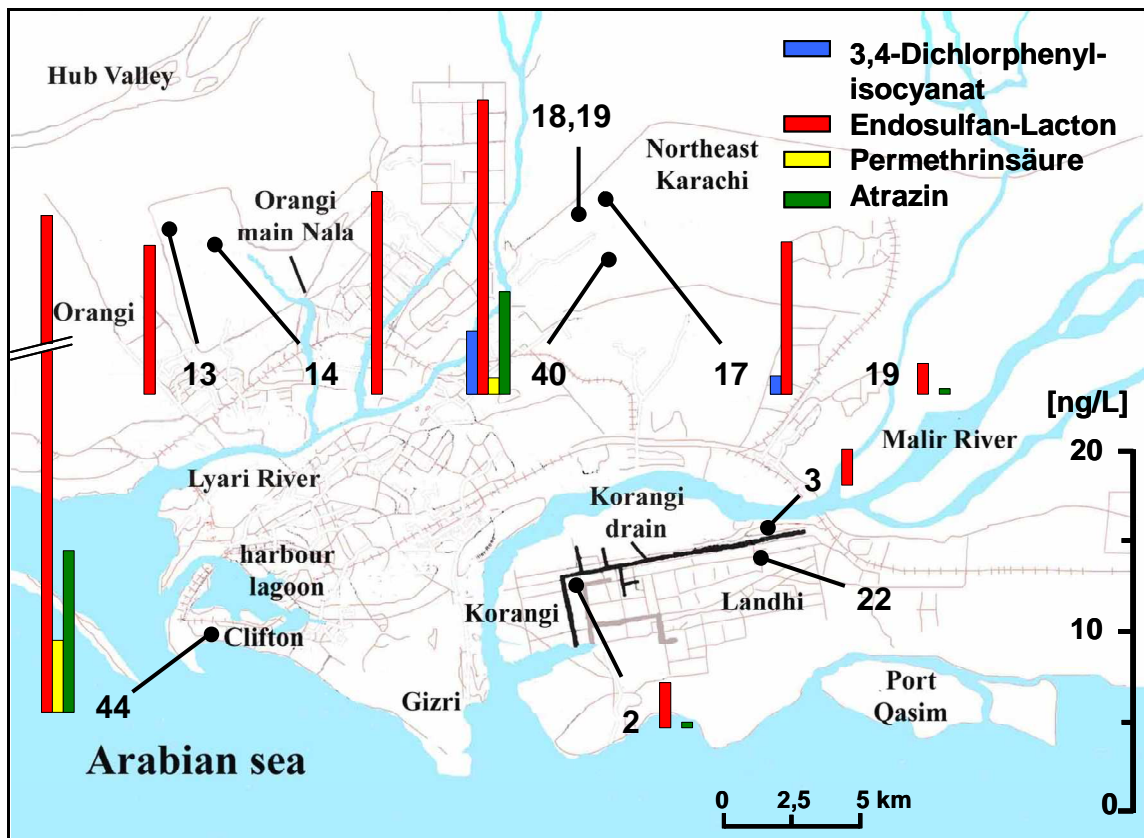 Hub Valley
3,4-Dichlorphenyl-
isocyanat
Endosulfan-Lacton
Permethrinsäure
Atrazin
18,19
Northeast
Karachi
Orangi
main Nala
Orangi
13
14
40
17
19
[ng/L]
Malir River
20
Lyari River
3
Korangi
drain
harbour
lagoon
Korangi
Landhi
22
10
Clifton
44
Gizri
2
Port
Qasim
Arabian sea
0
2,5
5 km
0